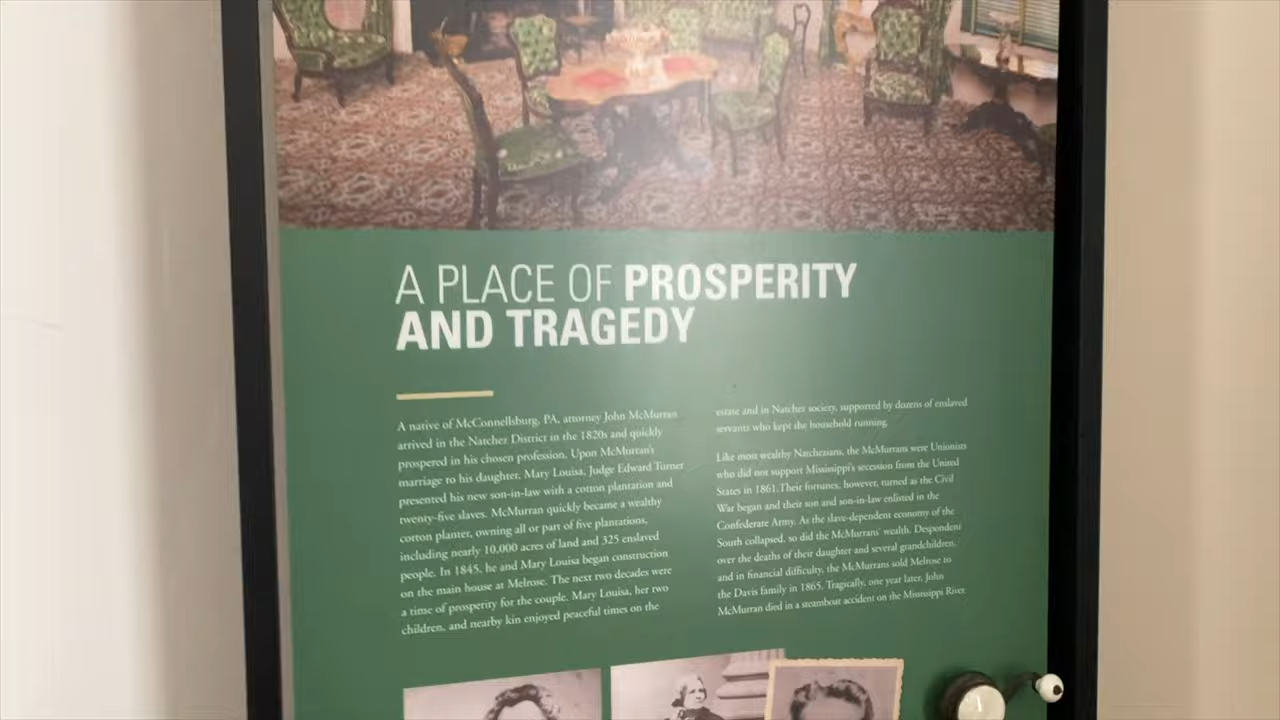 A PLACE OF PROSPERITY
AND TRAGEDY
A native of McConnellsburg, PA, attorney John McMurran
arrived in the Natchez District in the 1820s and quickly
prospered in his chosen profession. Upon McMurran's
marriage to his daughter, Mary Louisa, Judge Edward Turner
presented his new son-in-law with a cotton plantation and
twenty-five slaves. McMurran quickly became a wealthy
cotton planter, owning all or part of five plantations,
including nearly 10,000 acres of land and 325 enslaved
people. In 1845, he and Mary Louisa began construction
on the main house at Melrose. The next two decades were
a time of prosperity for the couple. Mary Louisa, her two
children, and nearby kin enjoyed peaceful times on the
estate and in Natchez society, supported by dozens of enslaved
servants who kept the household running.
Like most wealthy Natchezians, the McMurrans were Unionists
who did not support Mississippi's secession from the United
States in 1861.Their fortunes, however, turned as the Civil
War began and their son and son-in-law enlisted in the
Confederate Army. As the slave-dependent economy of the
South collapsed, so did the McMurrans' wealth. Despondent
over the deaths of their daughter and several grandchildren,
and in financial difficulty, the McMurrans sold Melrose to
the Davis family in 1865. Tragically, one year later, John
McMurran died in a steamboat accident on the Mississippi River.